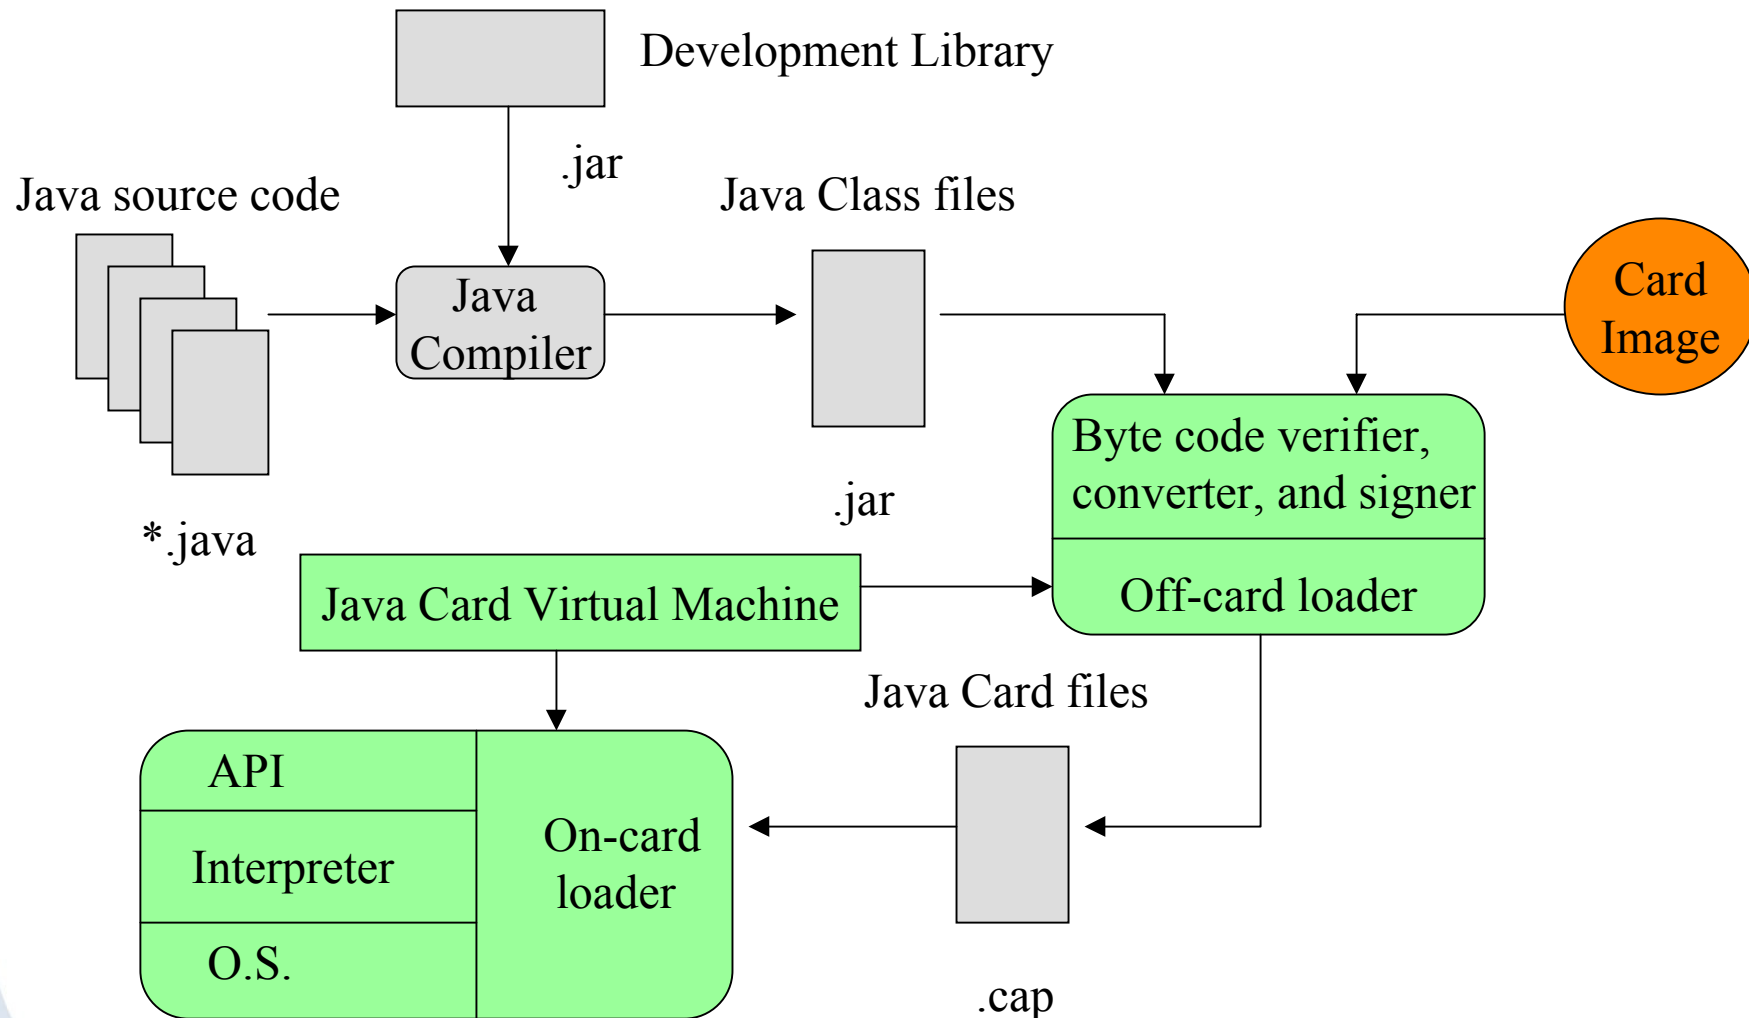 Development Library
.jar
Java source code
Java Class files
Java
Compiler
Card
Image
*.java
.jar
Byte code verifier,
converter, and signer
Off-card loader
Java Card Virtual Machine
Java Card files
API
Interpreter
O.S.
On-card
loader
.cap